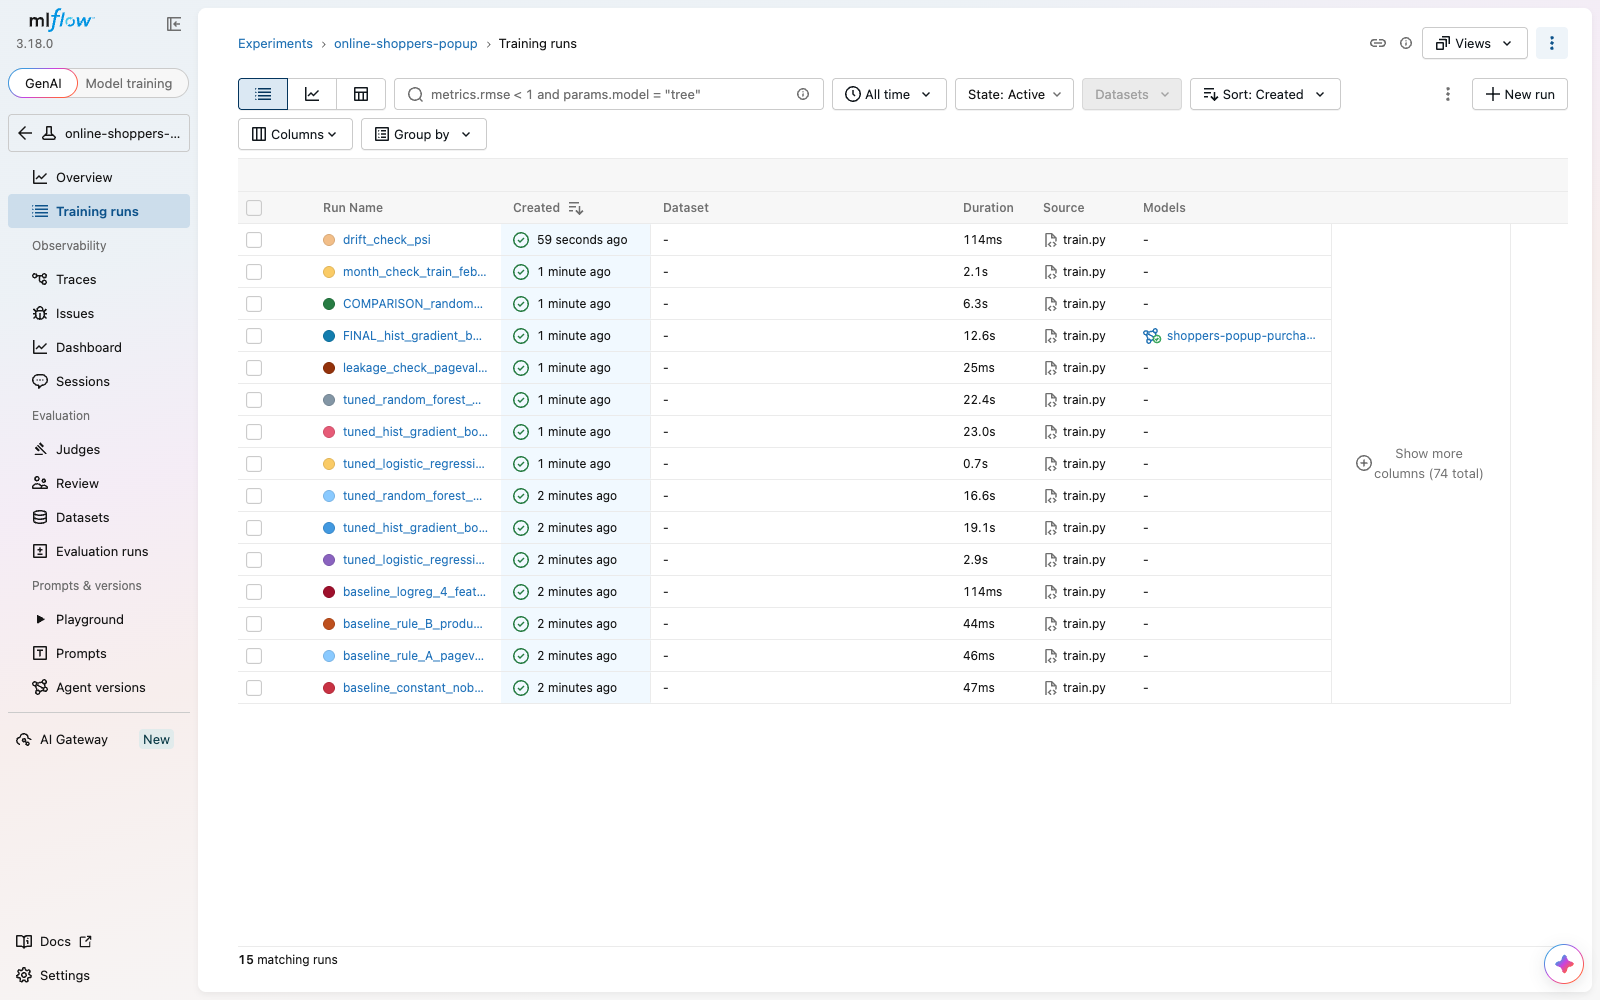 mlflow
3.18.0
GenAI
Model training
online-shoppers-...
Overview
Training runs
Observability
Traces
Issues
Dashboard
Sessions
Evaluation
Judges
Review
Datasets
Evaluation runs
Prompts & versions
Playground
Prompts
Agent versions
AI Gateway New
Docs
Settings
Experiments › online-shoppers-popup › Training runs
Views
metrics.rmse < 1 and params.model = "tree"
All time
State: Active
Datasets
Sort: Created
New run
Columns
Group by
Run Name Created Dataset Duration Source Models
drift_check_psi 59 seconds ago - 114ms train.py -
month_check_train_feb... 1 minute ago - 2.1s train.py -
COMPARISON_random... 1 minute ago - 6.3s train.py -
FINAL_hist_gradient_b... 1 minute ago - 12.6s train.py shoppers-popup-purcha...
leakage_check_pageval... 1 minute ago - 25ms train.py -
tuned_random_forest_... 1 minute ago - 22.4s train.py -
tuned_hist_gradient_bo... 1 minute ago - 23.0s train.py -
tuned_logistic_regressi... 1 minute ago - 0.7s train.py -
tuned_random_forest_... 2 minutes ago - 16.6s train.py -
tuned_hist_gradient_bo... 2 minutes ago - 19.1s train.py -
tuned_logistic_regressi... 2 minutes ago - 2.9s train.py -
baseline_logreg_4_feat... 2 minutes ago - 114ms train.py -
baseline_rule_B_produ... 2 minutes ago - 44ms train.py -
baseline_rule_A_pagev... 2 minutes ago - 46ms train.py -
baseline_constant_nob... 2 minutes ago - 47ms train.py -
Show more
columns (74 total)
15 matching runs